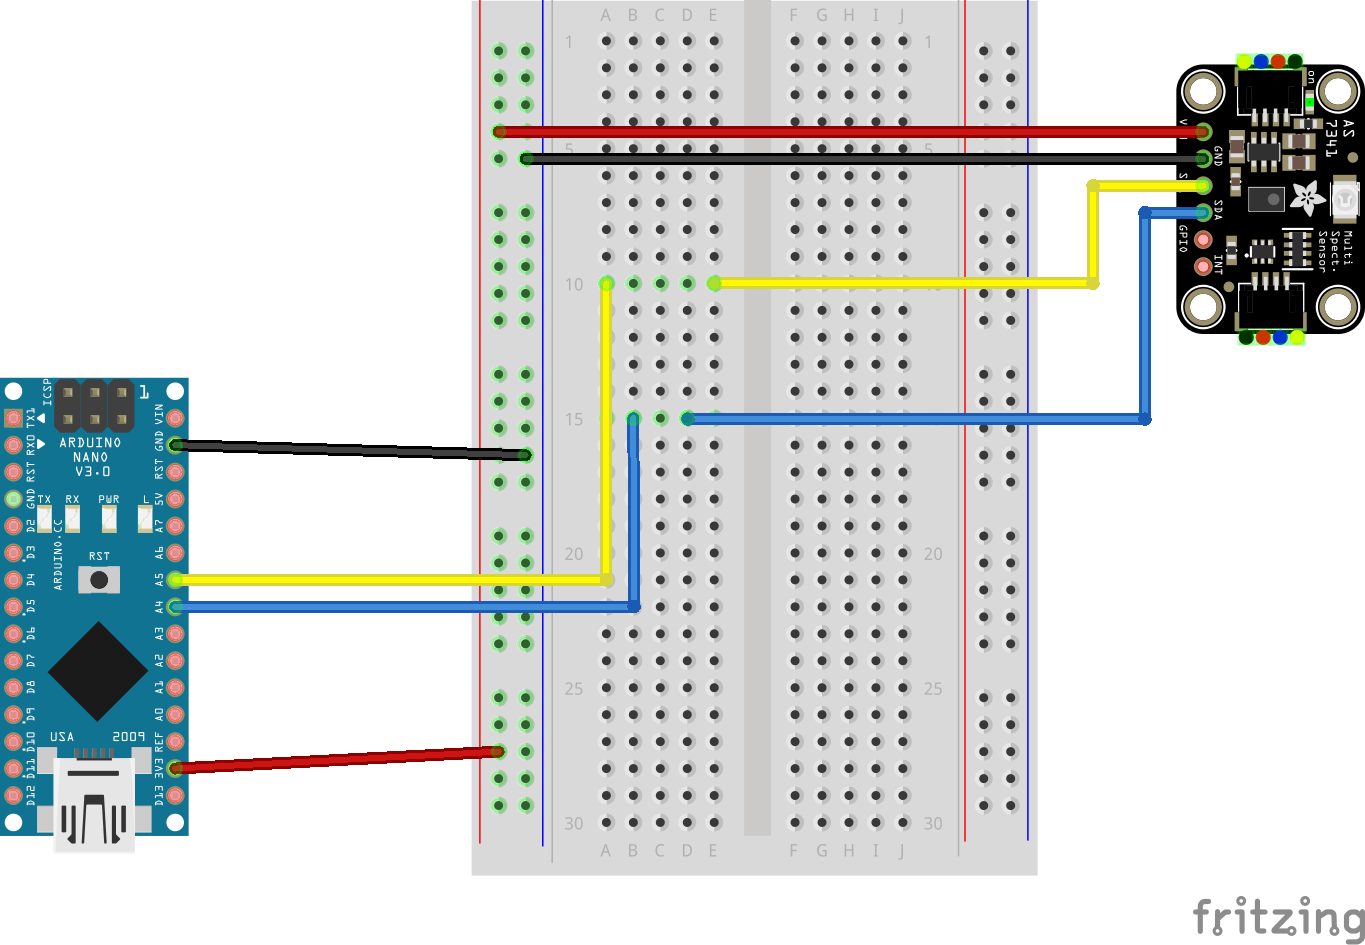 A B C D E F G H I J
1 1
5 5
10
15
20 20
25 25
30 30
A B C D E F G H I J
ICSP
1
ARDUINO
NANO
V3.0
TX RX PWR L
RST
ARDUINO.CC
USA 2009
TX1
RX0
RST
GND
D2
D3
D4
D5
D6
D7
D8
D9
D10
D11
D12
VIN
GND
RST
5V
A7
A6
A5
A4
A3
A2
A1
A0
REF
3V3
D13
on
GND
SDA
GPIO
INT
AS
7341
Multi
Spect.
Sensor
fritzing